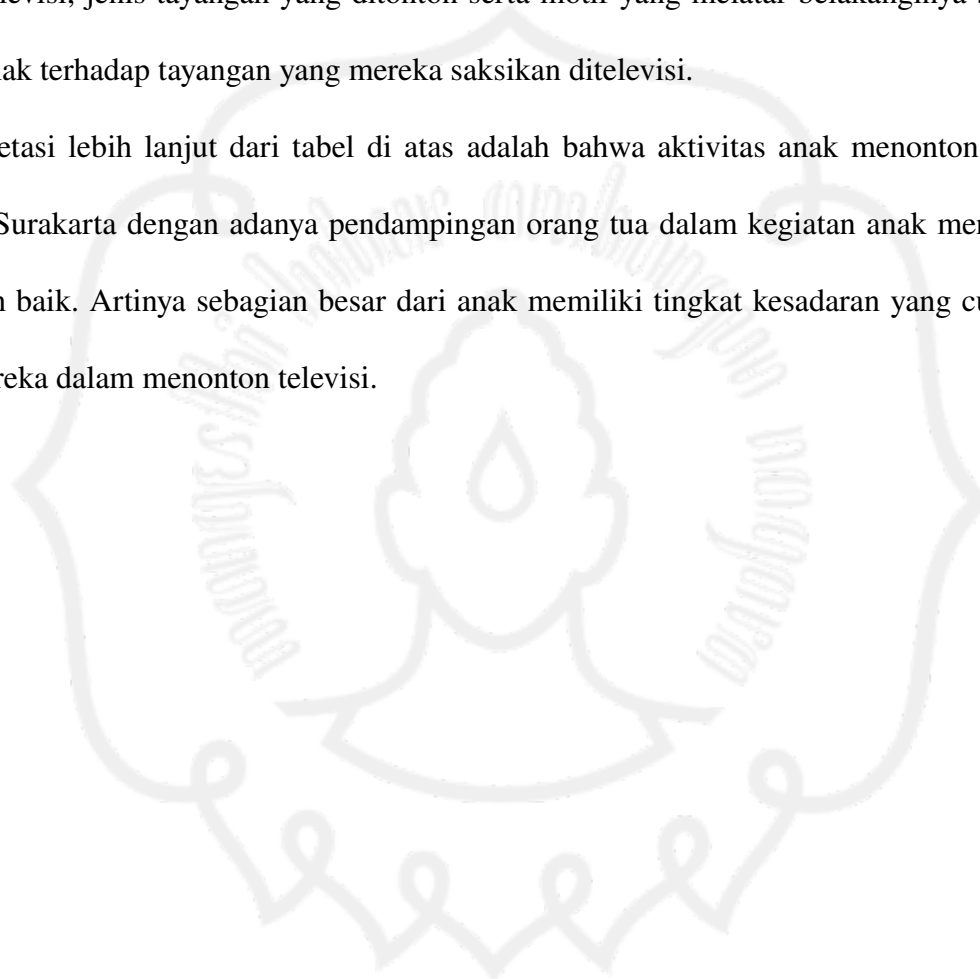 levisi, jenis tayangan yang ditonton serta motif yang melatar belakanginya
ak terhadap tayangan yang mereka saksikan ditelevisi.
etasi lebih lanjut dari tabel di atas adalah bahwa aktivitas anak menonton
Surakarta dengan adanya pendampingan orang tua dalam kegiatan anak me
baik. Artinya sebagian besar dari anak memiliki tingkat kesadaran yang cu
reka dalam menonton televisi.